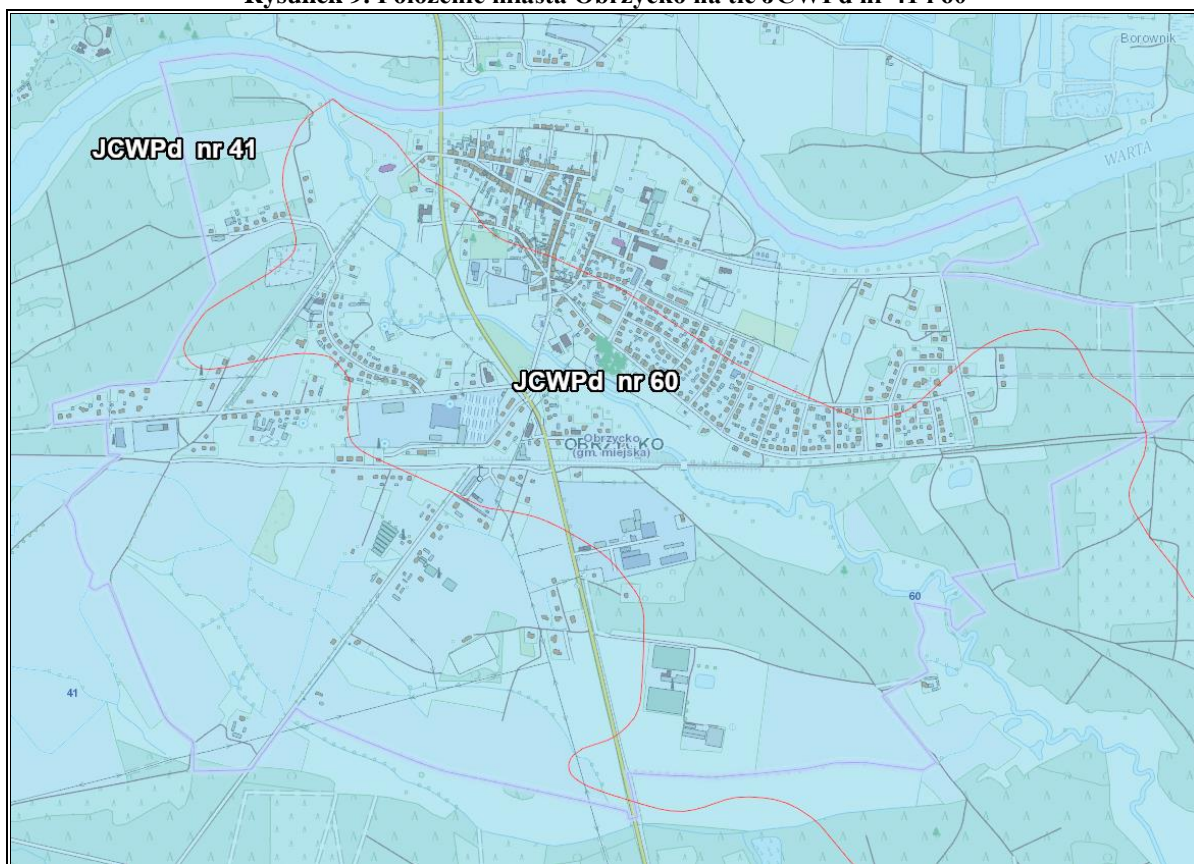 Rysunek 9. Położenie miasta Obrzycko na tle JCWPd nr 41 i 60
Borownik
JCWPd nr 41
WARTA
JCWPd nr 60
OBRZYCKO
Obrzycko
(gm. miejska)
60
41